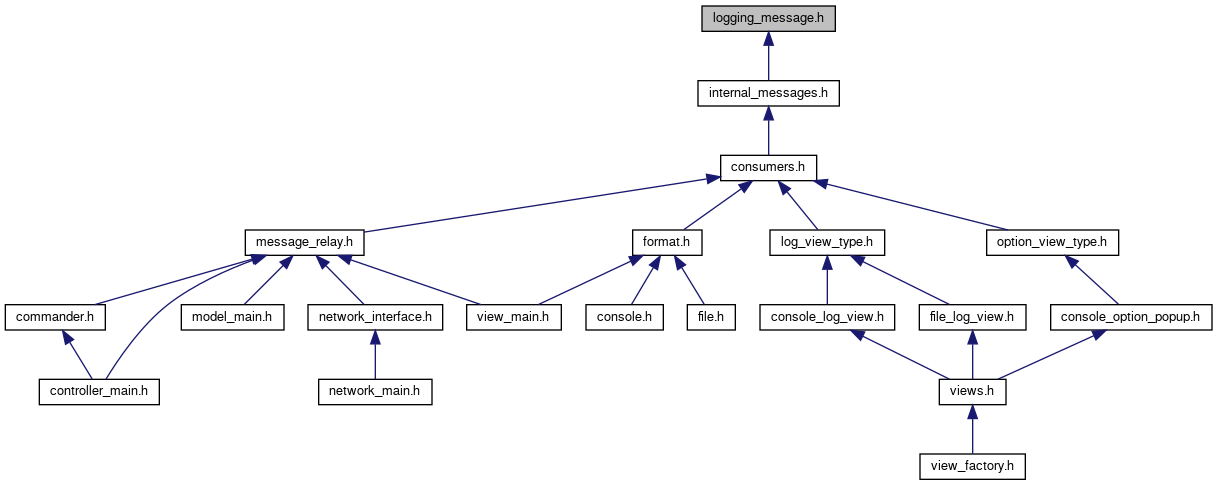 logging_message.h
internal_messages.h
consumers.h
message_relay.h
format.h
log_view_type.h
option_view_type.h
commander.h
model_main.h
network_interface.h
view_main.h
console.h
file.h
console_log_view.h
file_log_view.h
console_option_popup.h
controller_main.h
network_main.h
views.h
view_factory.h